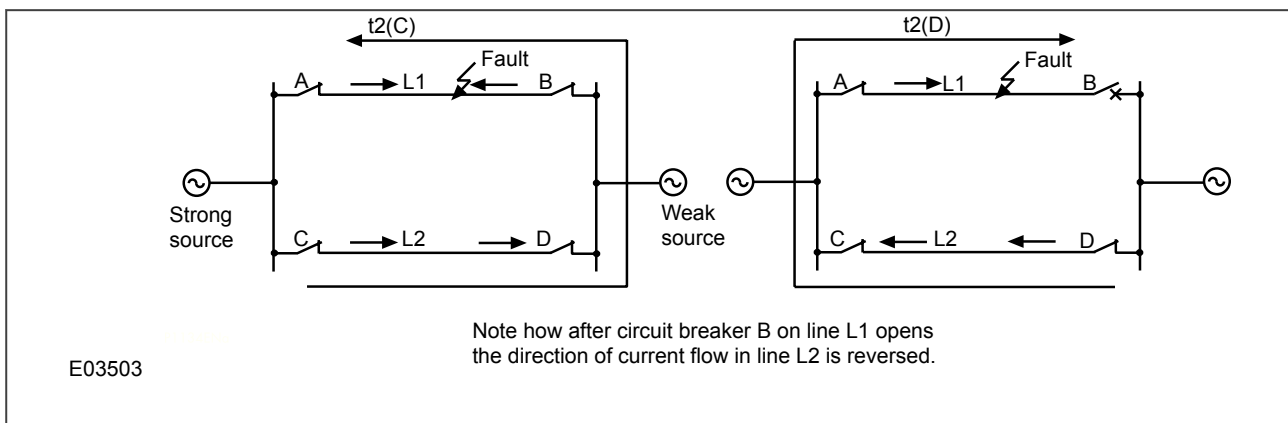 t2(C)
Fault
A
L1
B
Strong
source
Weak
source
C
L2
D
t2(D)
Fault
A
L1
B
C
L2
D
Note how after circuit breaker B on line L1 opens
the direction of current flow in line L2 is reversed.
E03503